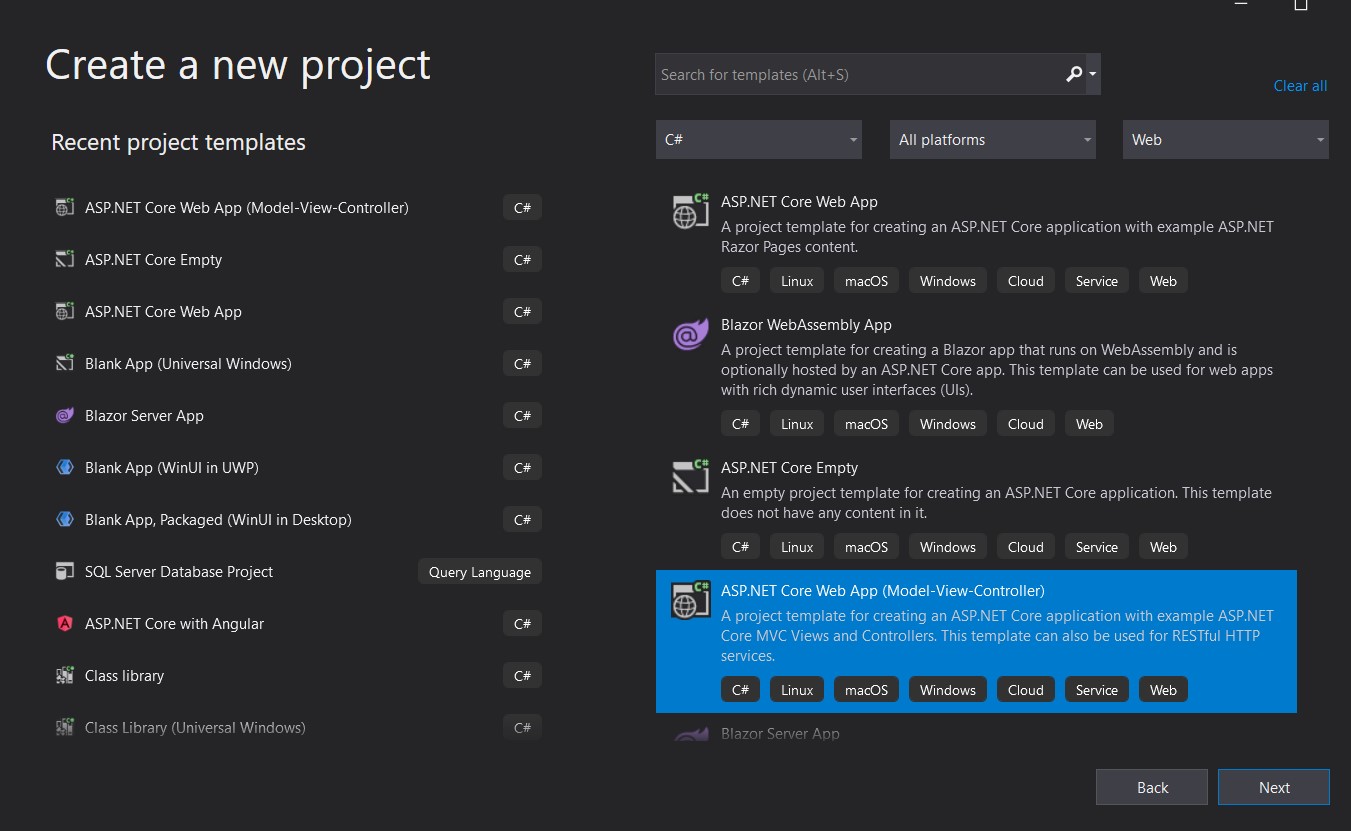 Create a new project
Recent project templates
ASP.NET Core Web App (Model-View-Controller) C#
ASP.NET Core Empty C#
ASP.NET Core Web App C#
Blank App (Universal Windows) C#
Blazor Server App C#
Blank App (WinUI in UWP) C#
Blank App, Packaged (WinUI in Desktop) C#
SQL Server Database Project Query Language
ASP.NET Core with Angular C#
Class library C#
Class Library (Universal Windows) C#
Search for templates (Alt+S)
Clear all
C# All platforms Web
ASP.NET Core Web App
A project template for creating an ASP.NET Core application with example ASP.NET
Razor Pages content.
C# Linux macOS Windows Cloud Service Web
Blazor WebAssembly App
A project template for creating a Blazor app that runs on WebAssembly and is
optionally hosted by an ASP.NET Core app. This template can be used for web apps
with rich dynamic user interfaces (UIs).
C# Linux macOS Windows Cloud Web
ASP.NET Core Empty
An empty project template for creating an ASP.NET Core application. This template
does not have any content in it.
C# Linux macOS Windows Cloud Service Web
ASP.NET Core Web App (Model-View-Controller)
A project template for creating an ASP.NET Core application with example ASP.NET
Core MVC Views and Controllers. This template can also be used for RESTful HTTP
services.
C# Linux macOS Windows Cloud Service Web
Blazor Server App
Back Next